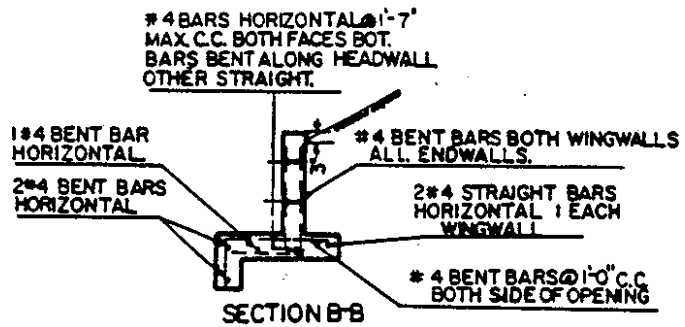 #4 BARS HORIZONTAL @ 1'-7"
MAX. C.C. BOTH FACES BOT.
BARS BENT ALONG HEADWALL
OTHER STRAIGHT.
1#4 BENT BAR
HORIZONTAL
2#4 BENT BARS
HORIZONTAL
3"
#4 BENT BARS BOTH WINGWALLS
ALL. ENDWALLS.
2#4 STRAIGHT BARS
HORIZONTAL 1 EACH
WINGWALL
#4 BENT BARS @ 1'-0" C.C.
BOTH SIDE OF OPENING
SECTION B-B